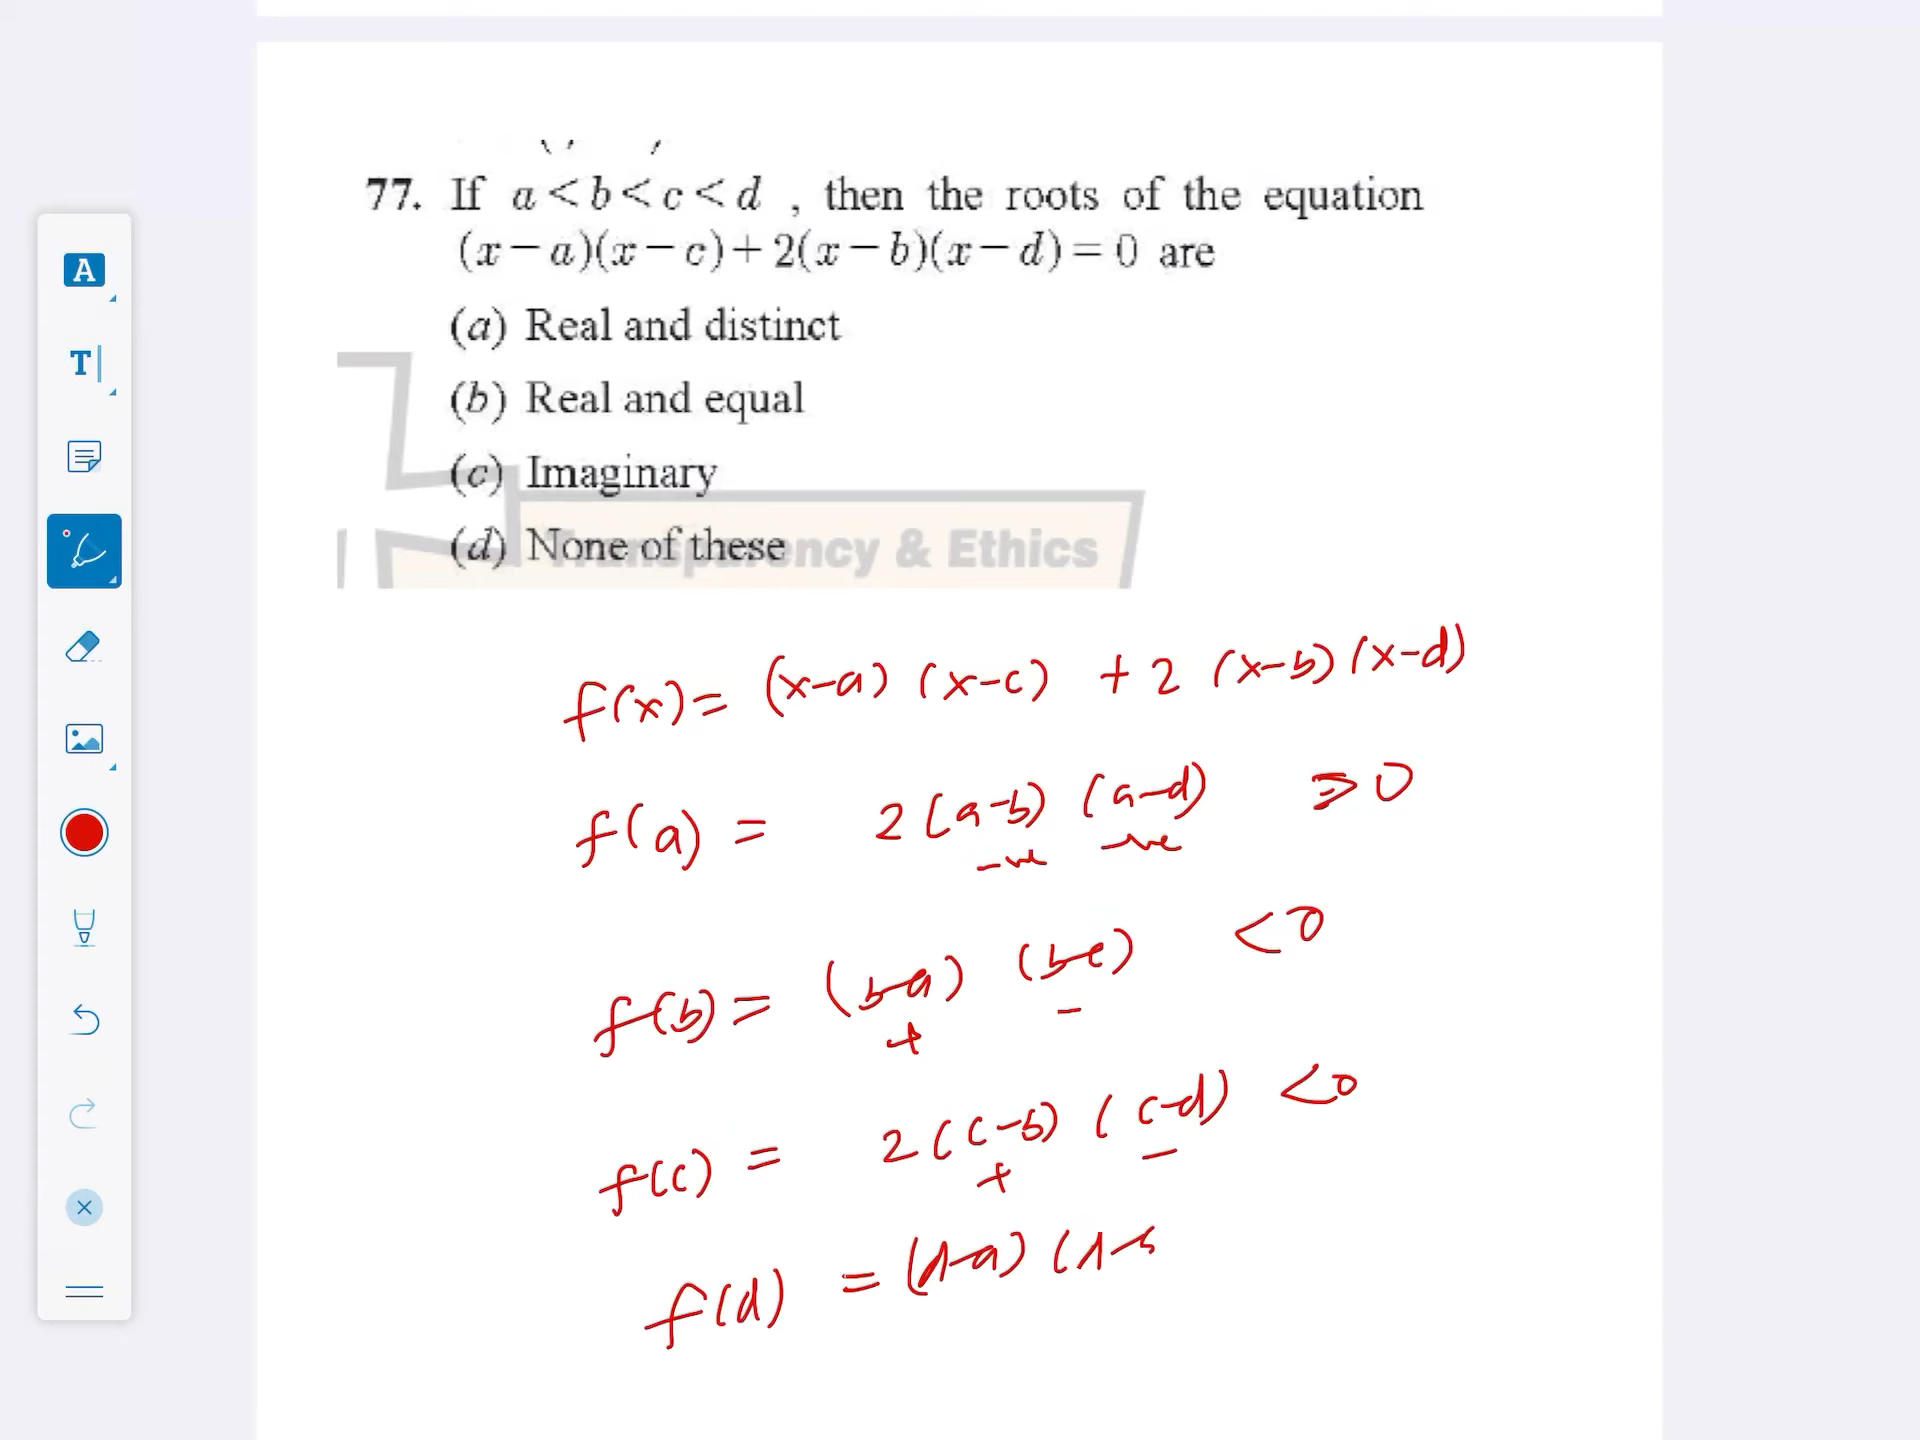 77. If a < b < c < d , then the roots of the equation
(x − a)(x − c) + 2(x − b)(x − d) = 0 are
(a) Real and distinct
(b) Real and equal
(c) Imaginary
(d) None of these
Transparency & Ethics
f(x) = (x-a) (x-c) + 2 (x-b) (x-d)
f(a) = 2(a-b) (a-d) > 0
-ve -ve
f(b) = (b-a) (b-c) < 0
+ -
f(c) = 2(c-b) (c-d) < 0
+ -
f(d) = (d-a) (d-
A
T